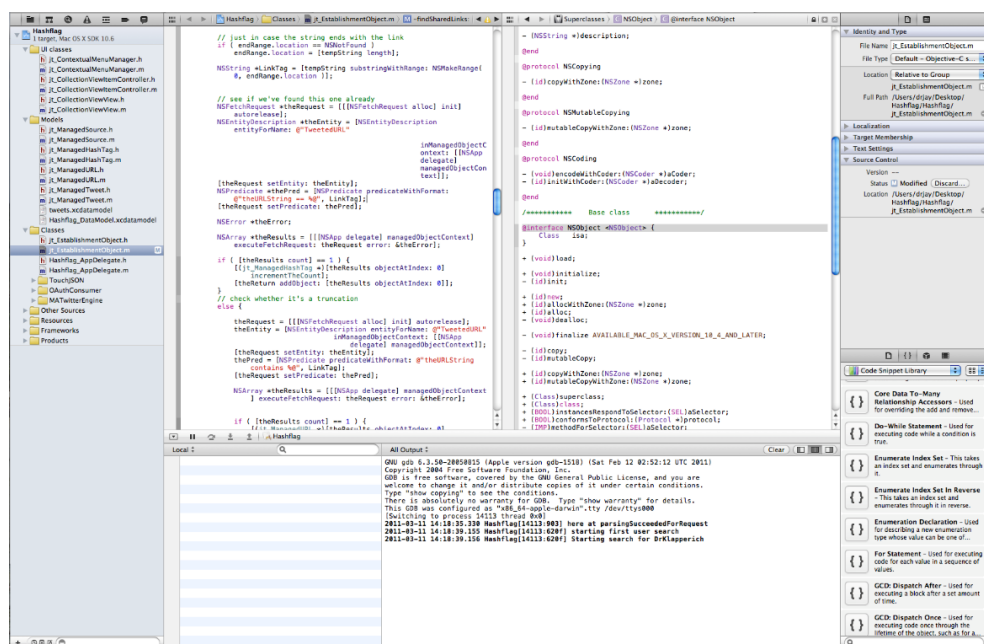 Hashflag
1 target, Mac OS X SDK 10.6
UI classes
jt_ContextualMenuManager.h
jt_ContextualMenuManager.m
jt_CollectionViewItemController.h
jt_CollectionViewItemController.m
jt_CollectionViewView.h
jt_CollectionViewView.m
Models
jt_ManagedSource.h
jt_ManagedSource.m
jt_ManagedHashTag.h
jt_ManagedHashTag.m
jt_ManagedURL.h
jt_ManagedURL.m
jt_ManagedTweet.h
jt_ManagedTweet.m
tweets.xcdatamodel
Hashflag_DataModel.xcdatamodel
Classes
jt_EstablishmentObject.h
jt_EstablishmentObject.m M
Hashflag_AppDelegate.h
Hashflag_AppDelegate.m
TouchJSON
OAuthConsumer
MATwitterEngine
Other Sources
Resources
Frameworks
Products
Hashflag Classes jt_EstablishmentObject.m -findSharedLinks:
// just in case the string ends with the link
if ( endRange.location == NSNotFound )
endRange.location = [tempString length];
NSString *LinkTag = [tempString substringWithRange: NSMakeRange(
0, endRange.location )];
// see if we've found this one already
NSFetchRequest *theRequest = [[[NSFetchRequest alloc] init]
autorelease];
NSEntityDescription *theEntity = [NSEntityDescription
entityForName: @"TweetedURL"
inManagedObjectC
ontext: [[NSApp
delegate]
managedObjectCon
text]];
[theRequest setEntity: theEntity];
NSPredicate *thePred = [NSPredicate predicateWithFormat:
@"theURLString == %@", LinkTag];
[theRequest setPredicate: thePred];
NSError *theError;
NSArray *theResults = [[[NSApp delegate] managedObjectContext]
executeFetchRequest: theRequest error: &theError];
if ( [theResults count] == 1 ) {
[(jt_ManagedHashTag *)[theResults objectAtIndex: 0]
incrementTheCount];
[theReturn addObject: [theResults objectAtIndex: 0]];
}
// check whether it's a truncation
else {
theRequest = [[[NSFetchRequest alloc] init] autorelease];
theEntity = [NSEntityDescription entityForName: @"TweetedURL"
inManagedObjectContext: [[NSApp
delegate] managedObjectContext]];
[theRequest setEntity: theEntity];
thePred = [NSPredicate predicateWithFormat: @"theURLString
contains %@", LinkTag];
[theRequest setPredicate: thePred];
NSArray *theResults = [[[NSApp delegate] managedObjectContext
] executeFetchRequest: theRequest error: &theError];
if ( [theResults count] == 1 ) {
Superclasses NSObject @interface NSObject
- (NSString *)description;
@end
@protocol NSCopying
- (id)copyWithZone:(NSZone *)zone;
@end
@protocol NSMutableCopying
- (id)mutableCopyWithZone:(NSZone *)zone;
@end
@protocol NSCoding
- (void)encodeWithCoder:(NSCoder *)aCoder;
- (id)initWithCoder:(NSCoder *)aDecoder;
@end
/*********** Base class ***********/
@interface NSObject <NSObject> {
Class isa;
}
+ (void)load;
+ (void)initialize;
- (id)init;
+ (id)new;
+ (id)allocWithZone:(NSZone *)zone;
+ (id)alloc;
- (void)dealloc;
- (void)finalize AVAILABLE_MAC_OS_X_VERSION_10_4_AND_LATER;
- (id)copy;
- (id)mutableCopy;
+ (id)copyWithZone:(NSZone *)zone;
+ (id)mutableCopyWithZone:(NSZone *)zone;
+ (Class)superclass;
+ (Class)class;
+ (BOOL)instancesRespondToSelector:(SEL)aSelector;
+ (BOOL)conformsToProtocol:(Protocol *)protocol;
- (IMP)methodForSelector:(SEL)aSelector;
Hashflag
Local
All Output
Clear
GNU gdb 6.3.50-20050815 (Apple version gdb-1518) (Sat Feb 12 02:52:12 UTC 2011)
Copyright 2004 Free Software Foundation, Inc.
GDB is free software, covered by the GNU General Public License, and you are
welcome to change it and/or distribute copies of it under certain conditions.
Type "show copying" to see the conditions.
There is absolutely no warranty for GDB. Type "show warranty" for details.
This GDB was configured as "x86_64-apple-darwin".tty /dev/ttys000
[Switching to process 14113 thread 0x0]
2011-03-11 14:18:35.330 Hashflag[14113:903] here at parsingSucceededForRequest
2011-03-11 14:18:39.155 Hashflag[14113:620f] starting first user search
2011-03-11 14:18:39.156 Hashflag[14113:620f] Starting search for DrKlapperich
Identity and Type
File Name jt_EstablishmentObject.m
File Type Default - Objective-C s...
Location Relative to Group
jt_EstablishmentObject.m
Full Path /Users/drjay/Desktop/
Hashflag/Hashflag/
jt_EstablishmentObject.m
Localization
Target Membership
Text Settings
Source Control
Version --
Status Modified Discard...
Location /Users/drjay/Desktop/
Hashflag/Hashflag/
jt_EstablishmentObject.m
Code Snippet Library
Core Data To-Many
Relationship Accessors - Used
for overriding the add and remove...
Do-While Statement - Used for
executing code while a condition is
true.
Enumerate Index Set - This takes
an index set and enumerates through
it.
Enumerate Index Set In Reverse
- This takes an index set and
enumerates through it in reverse.
Enumeration Declaration - Used
for describing a new enumeration
type whose value can be one of...
For Statement - Used for executing
code for each value in a sequence of
values.
GCD: Dispatch After - Used for
executing a block after a set amount
of time.
GCD: Dispatch Once - Used for
executing code once through the
lifetime of the object, such as for a...